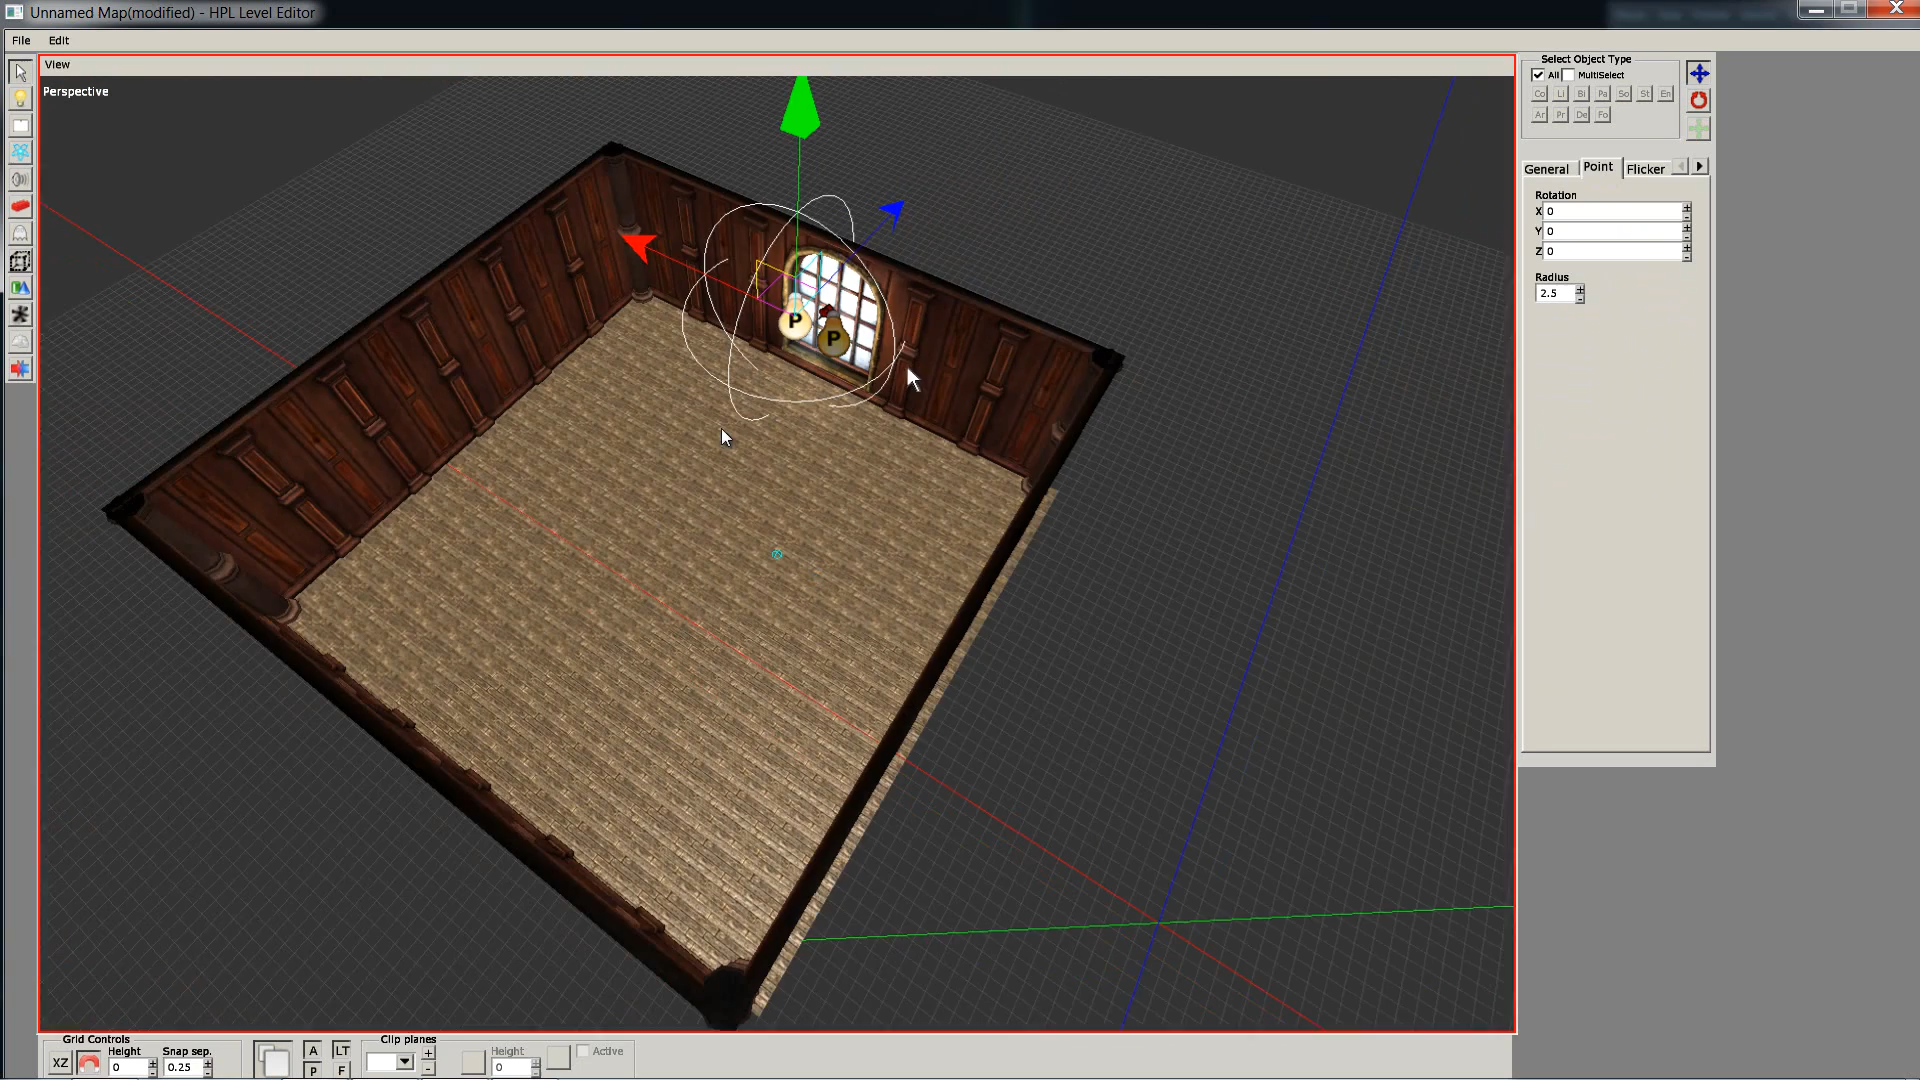 Unnamed Map(modified) - HPL Level Editor
File Edit
View
Perspective
P
P
Select Object Type
All MultiSelect
Co Li Bi Pa So St En
Ar Pr De Fo
General Point Flicker
Rotation
X 0
Y 0
Z 0
Radius
2.5
Grid Controls
XZ
Height
0
Snap sep.
0.25
A
P
LT
F
Clip planes
+
-
Height
0
Active